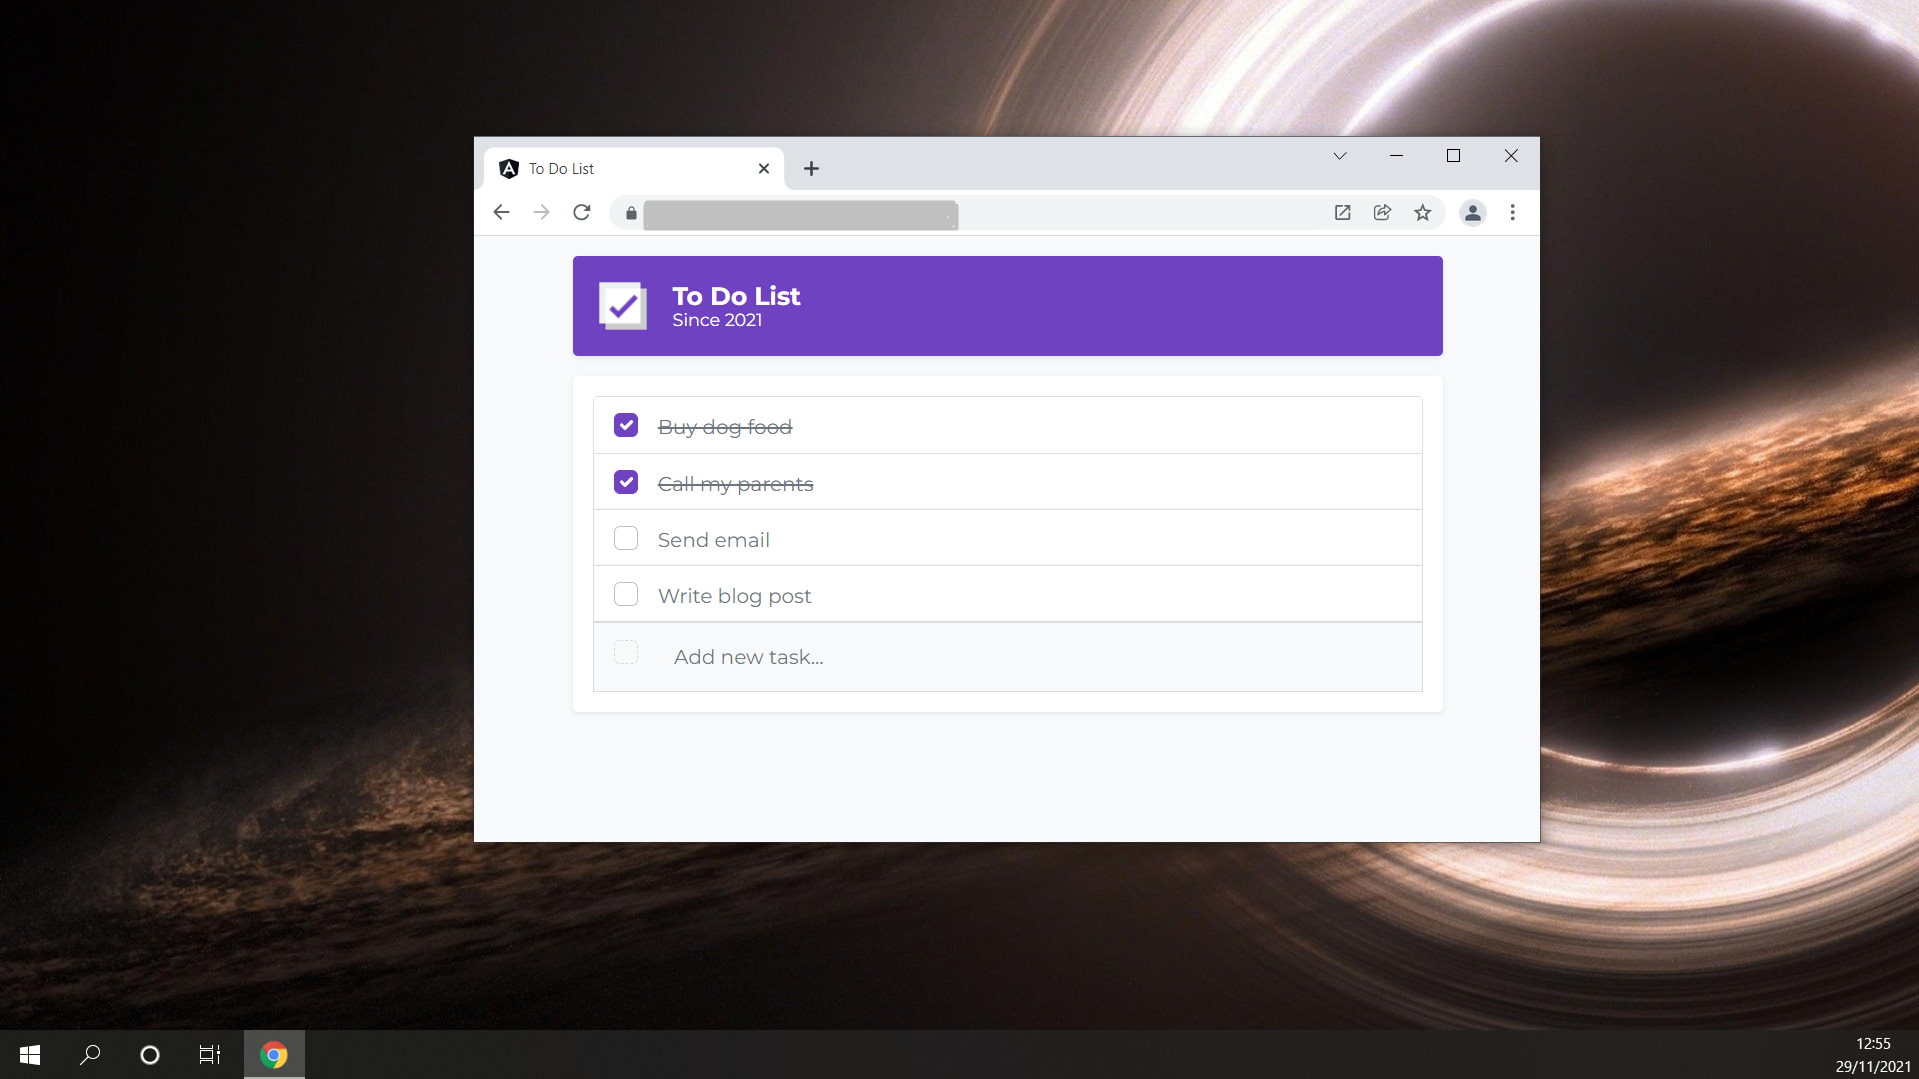 To Do List
To Do List
Since 2021
Buy dog food
Call my parents
Send email
Write blog post
Add new task...
12:55
29/11/2021